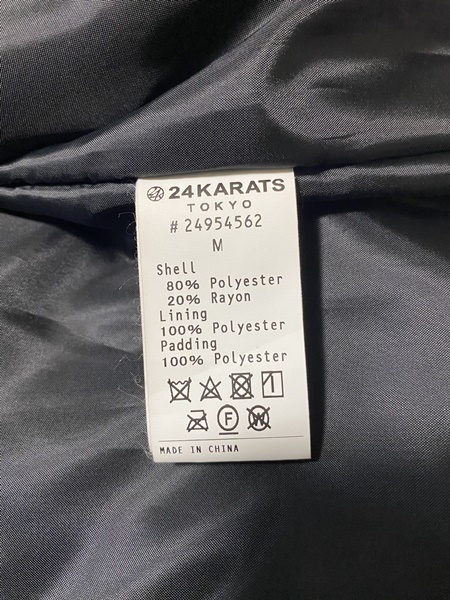 24KARATS
TOKYO
# 24954562
M
Shell
80% Polyester
20% Rayon
Lining
100% Polyester
Padding
100% Polyester
F W
MADE IN CHINA